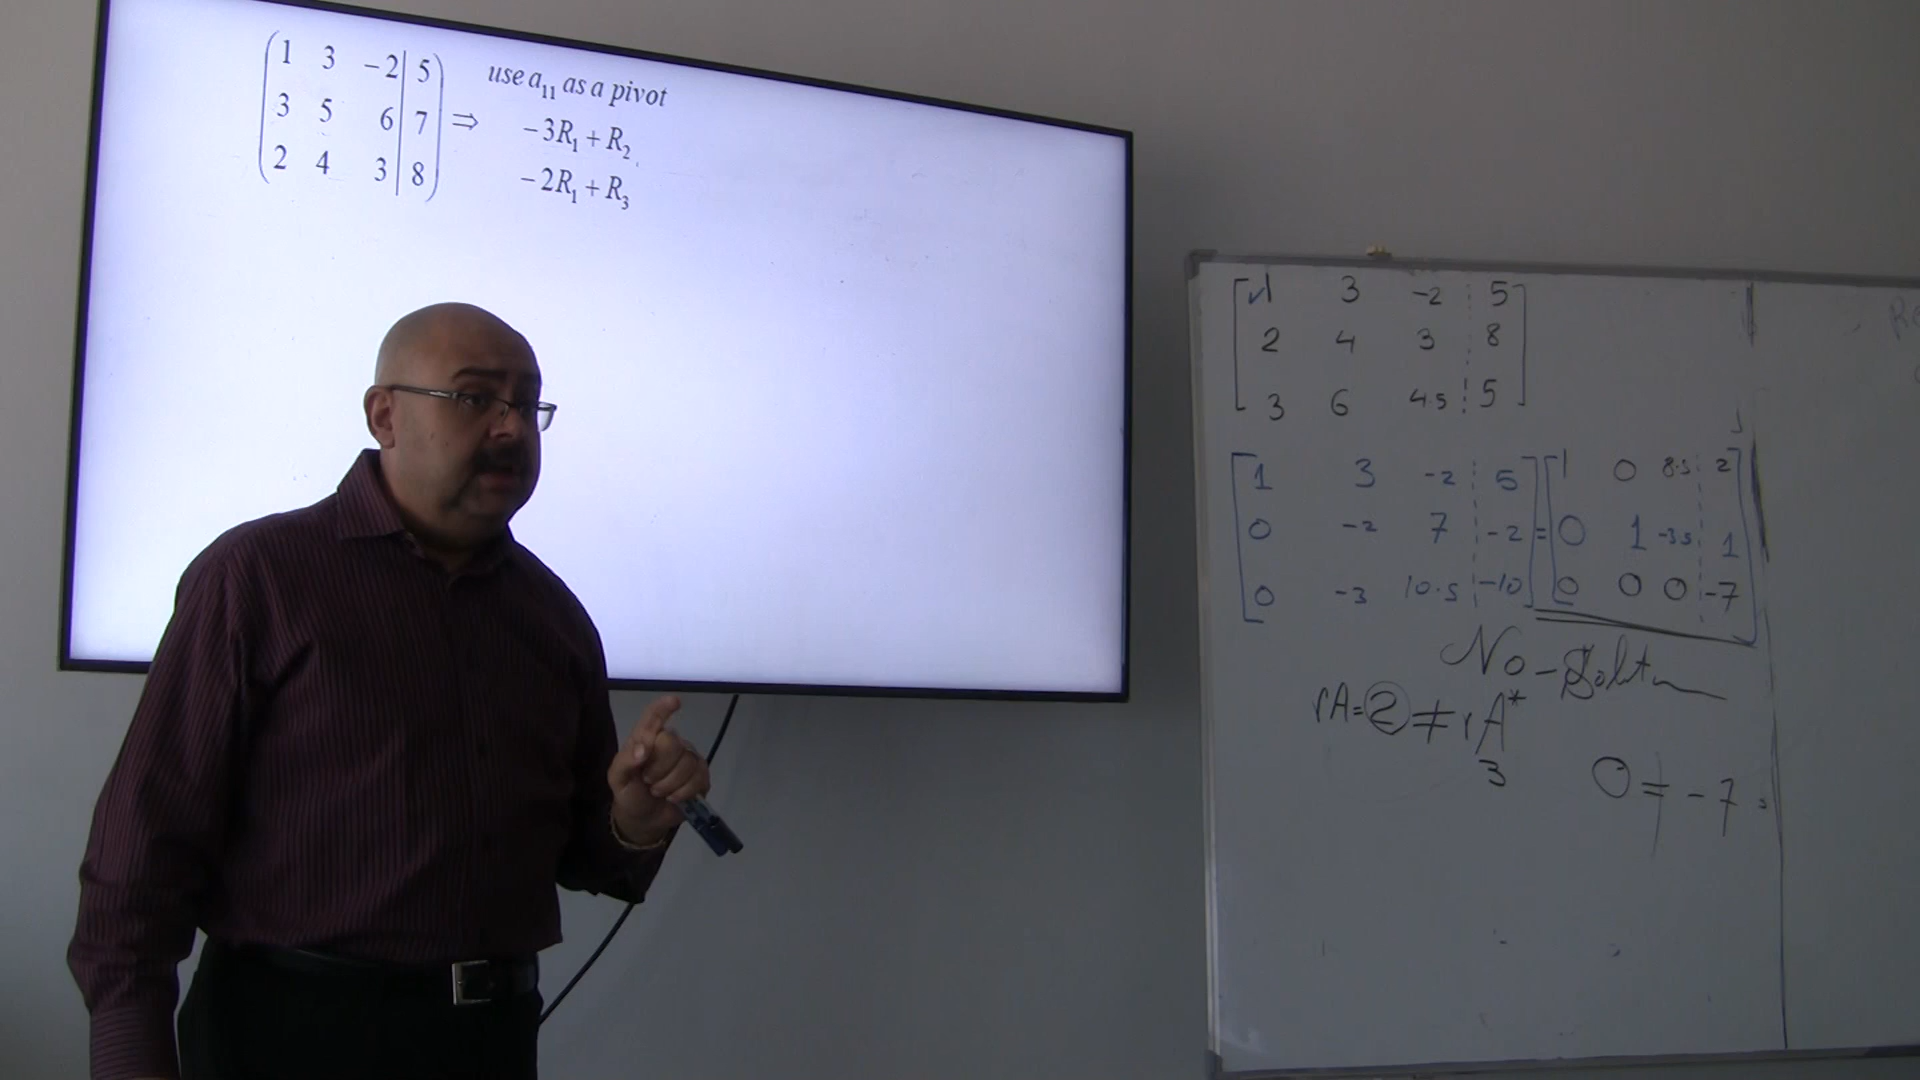 1 3 -2 | 5 use a11 as a pivot
3 5 6 | 7 ⇒ -3R1 + R2
2 4 3 | 8 -2R1 + R3
✓1 3 -2 5
2 4 3 8
3 6 4.5 5
1 3 -2 5 1 0 8.5 2
0 -2 7 -2 = 0 1 -3.5 1
0 -3 10.5 -10 0 0 0 -7
No-Solutn
rA=2≠rA*
3
0≠-7